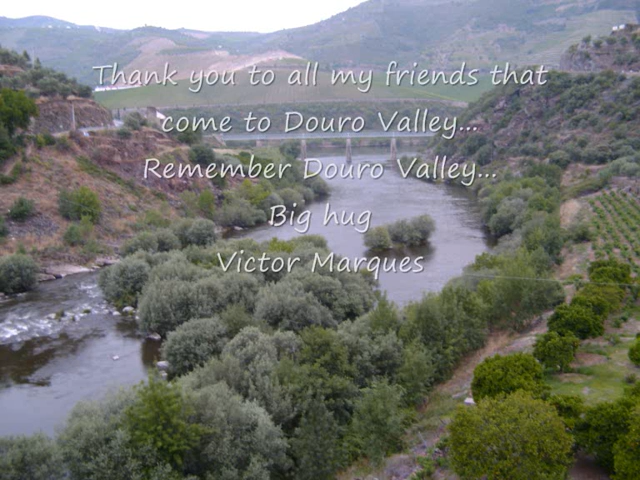 Thank you to all my friends that
come to Douro Valley...
Remember Douro Valley...
Big hug
Victor Marques